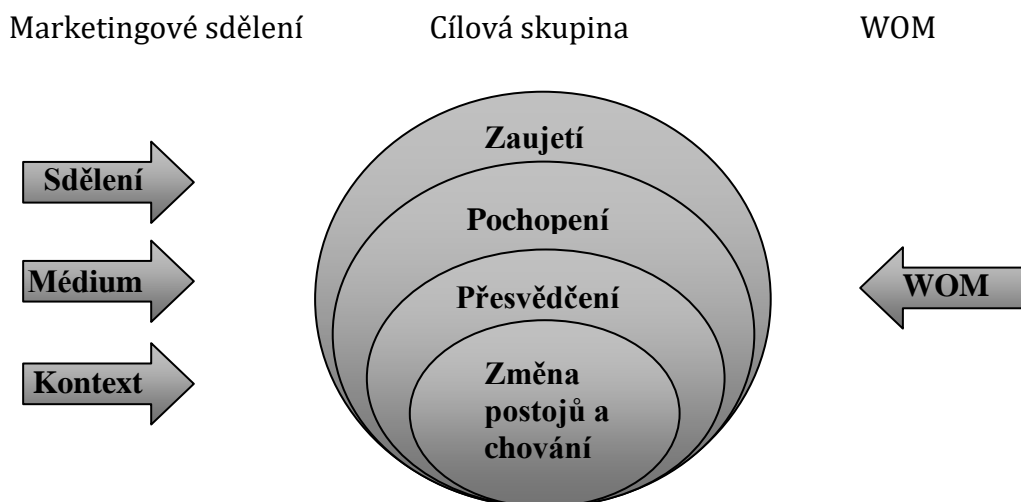 Marketingové sdělení Cílová skupina WOM
Zaujetí
Sdělení
Pochopení
Médium
Přesvědčení
WOM
Kontext
Změna
postojů a
chování